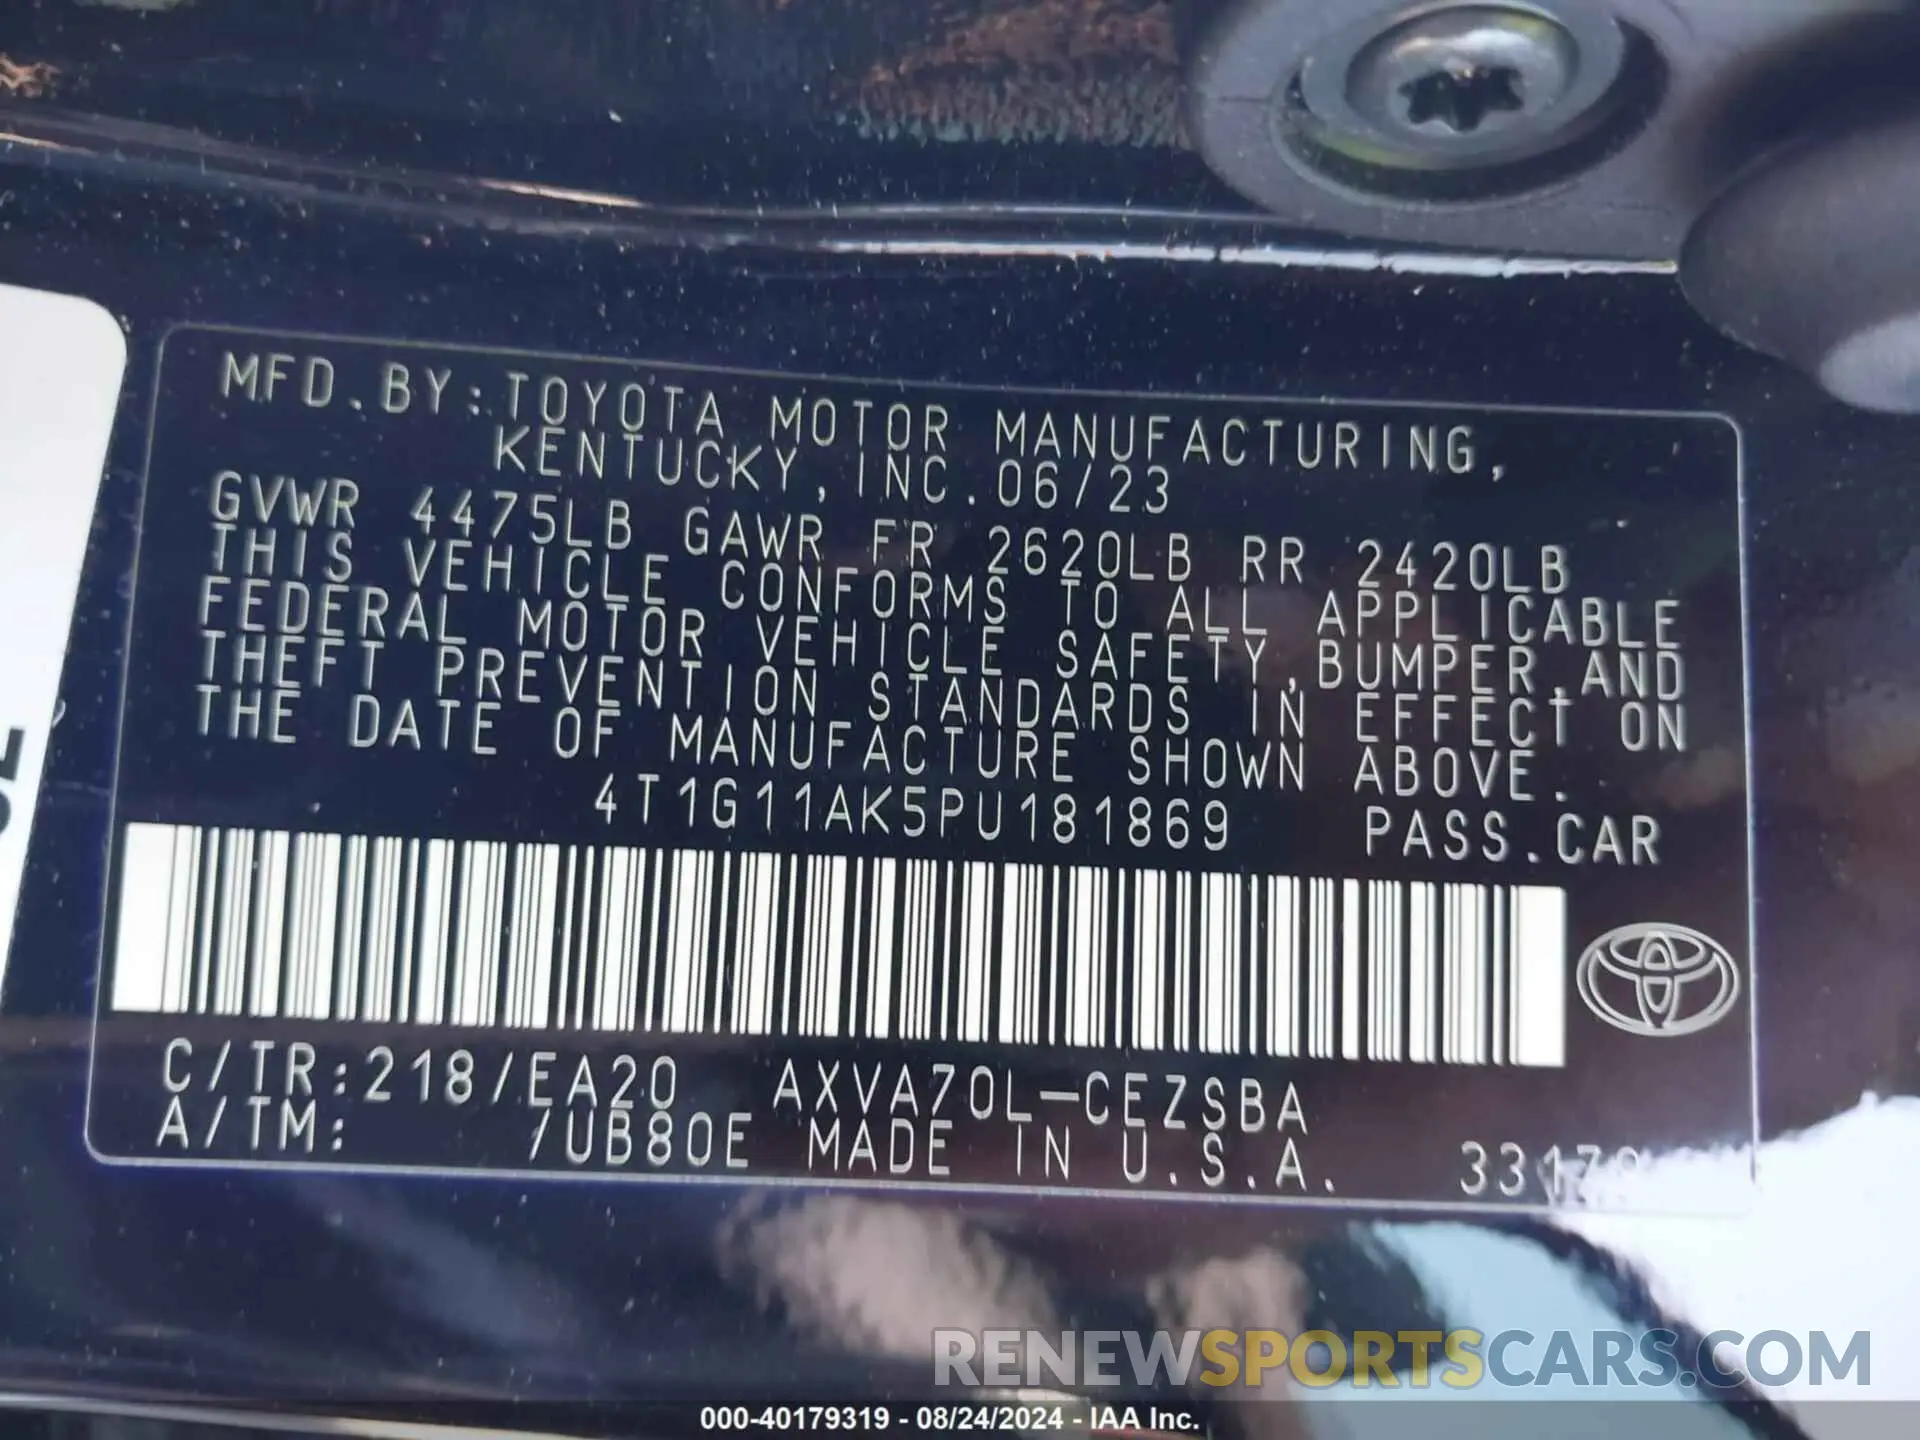 MFD.BY:TOYOTA MOTOR MANUFACTURING,
KENTUCKY,INC.06/23
GVWR 4475LB GAWR FR 2620LB RR 2420LB
THIS VEHICLE CONFORMS TO ALL APPLICABLE
FEDERAL MOTOR VEHICLE SAFETY,BUMPER,AND
THEFT PREVENTION STANDARDS IN EFFECT ON
THE DATE OF MANUFACTURE SHOWN ABOVE.
4T1G11AK5PU181869 PASS.CAR
C/TR:218/EA20 AXVA70L-CEZSBA
A/TM: /UB80E MADE IN U.S.A.
RENEWSPORTSCARS.COM
000-40179319 - 08/24/2024 - IAA Inc.